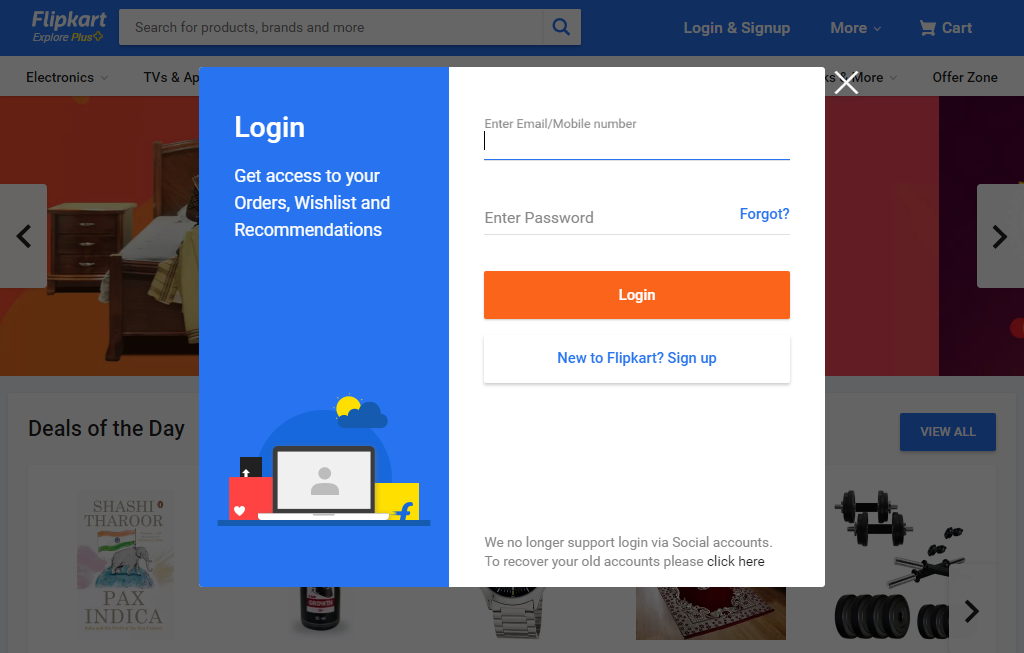 Flipkart
Explore Plus
Search for products, brands and more
Login & Signup
More
Cart
Electronics
TVs &
& More
Offer Zone
Login
Get access to your
Orders, Wishlist and
Recommendations
Enter Email/Mobile number
Enter Password
Forgot?
Login
New to Flipkart? Sign up
We no longer support login via Social accounts.
To recover your old accounts please click here
Deals of the Day
VIEW ALL
SHASHI
THAROOR
PAX
INDICA
GROWTH